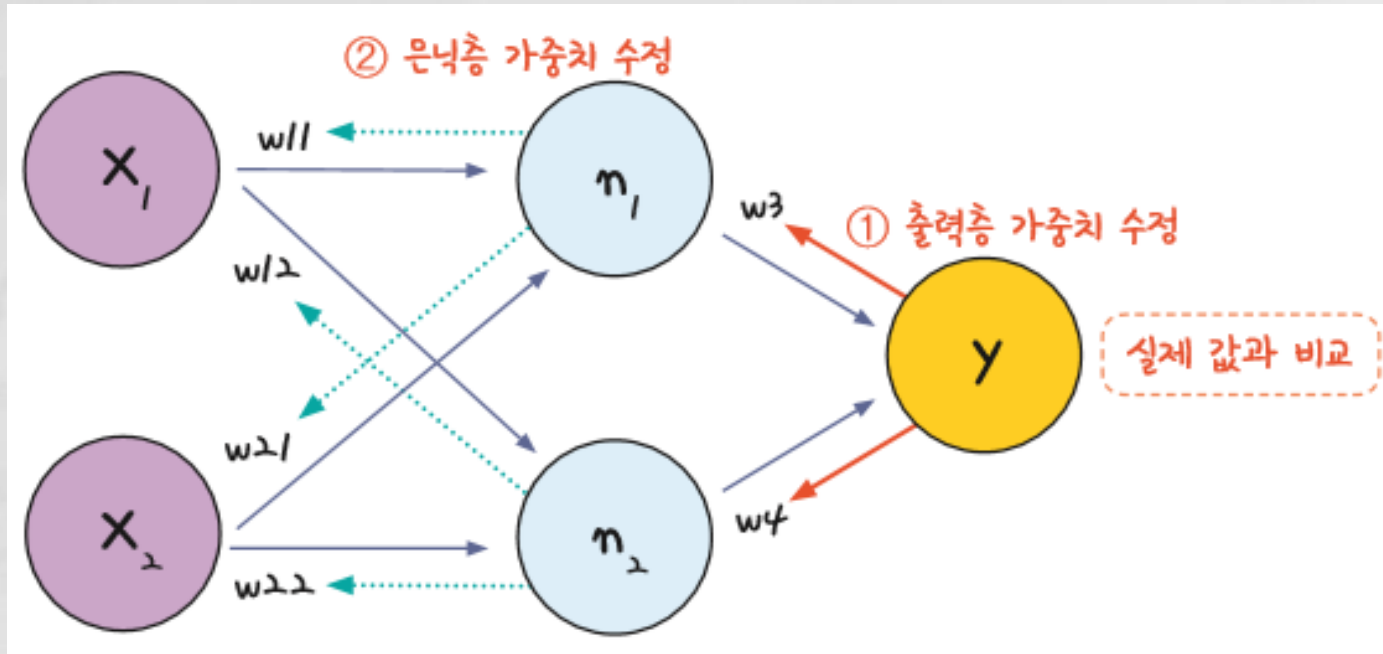 ② 은닉층 가중치 수정
w11
X₁
n₁
w3
① 출력층 가중치 수정
w12
y
실제 값과 비교
w21
X₂
n₂
w4
w22